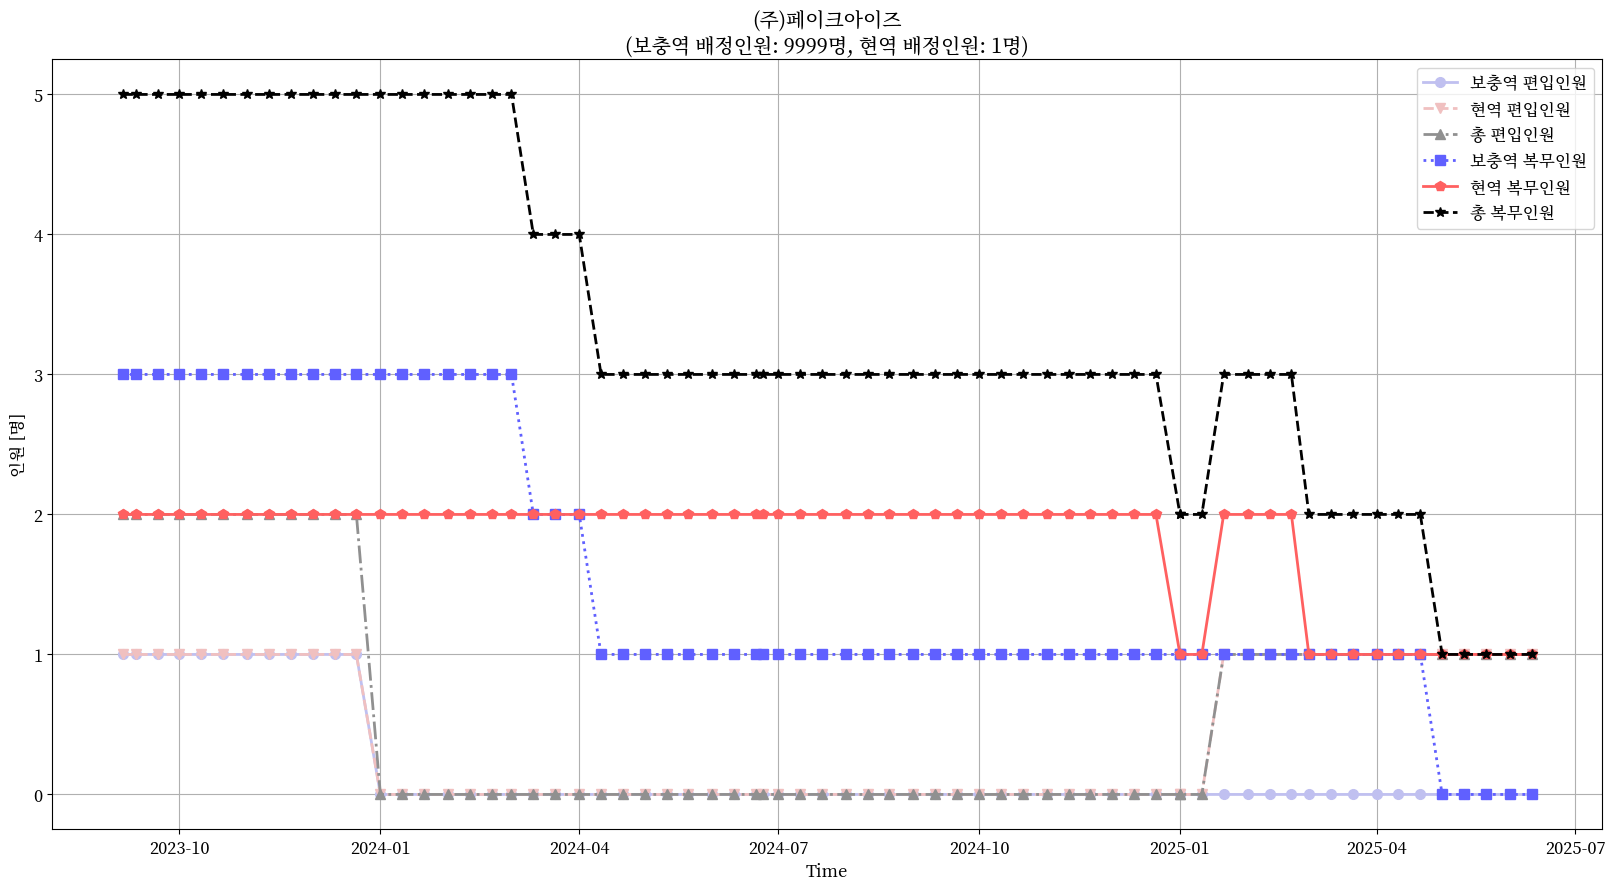 (주)페이크아이즈
(보충역 배정인원: 9999명, 현역 배정인원: 1명)
보충역 편입인원
현역 편입인원
총 편입인원
보충역 복무인원
현역 복무인원
총 복무인원
인원 [명]
5
4
3
2
1
0
2023-10
2024-01
2024-04
2024-07
2024-10
2025-01
2025-04
2025-07
Time